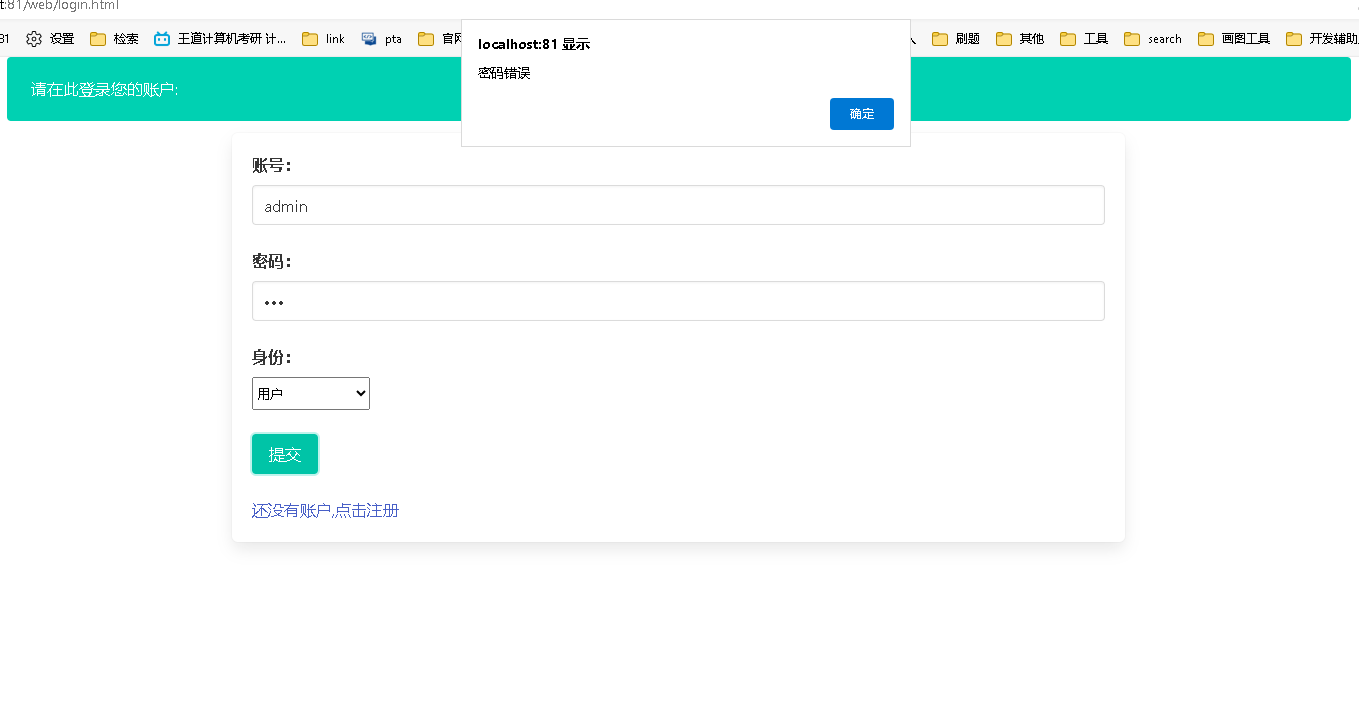 t:81/web/login.html
81 设置 检索 王道计算机考研 计... link pta 官网 刷题 其他 工具 search 画图工具 开发辅助
localhost:81 显示
密码错误
确定
请在此登录您的账户:
账号:
admin
密码:
•••
身份:
用户
提交
还没有账户,点击注册